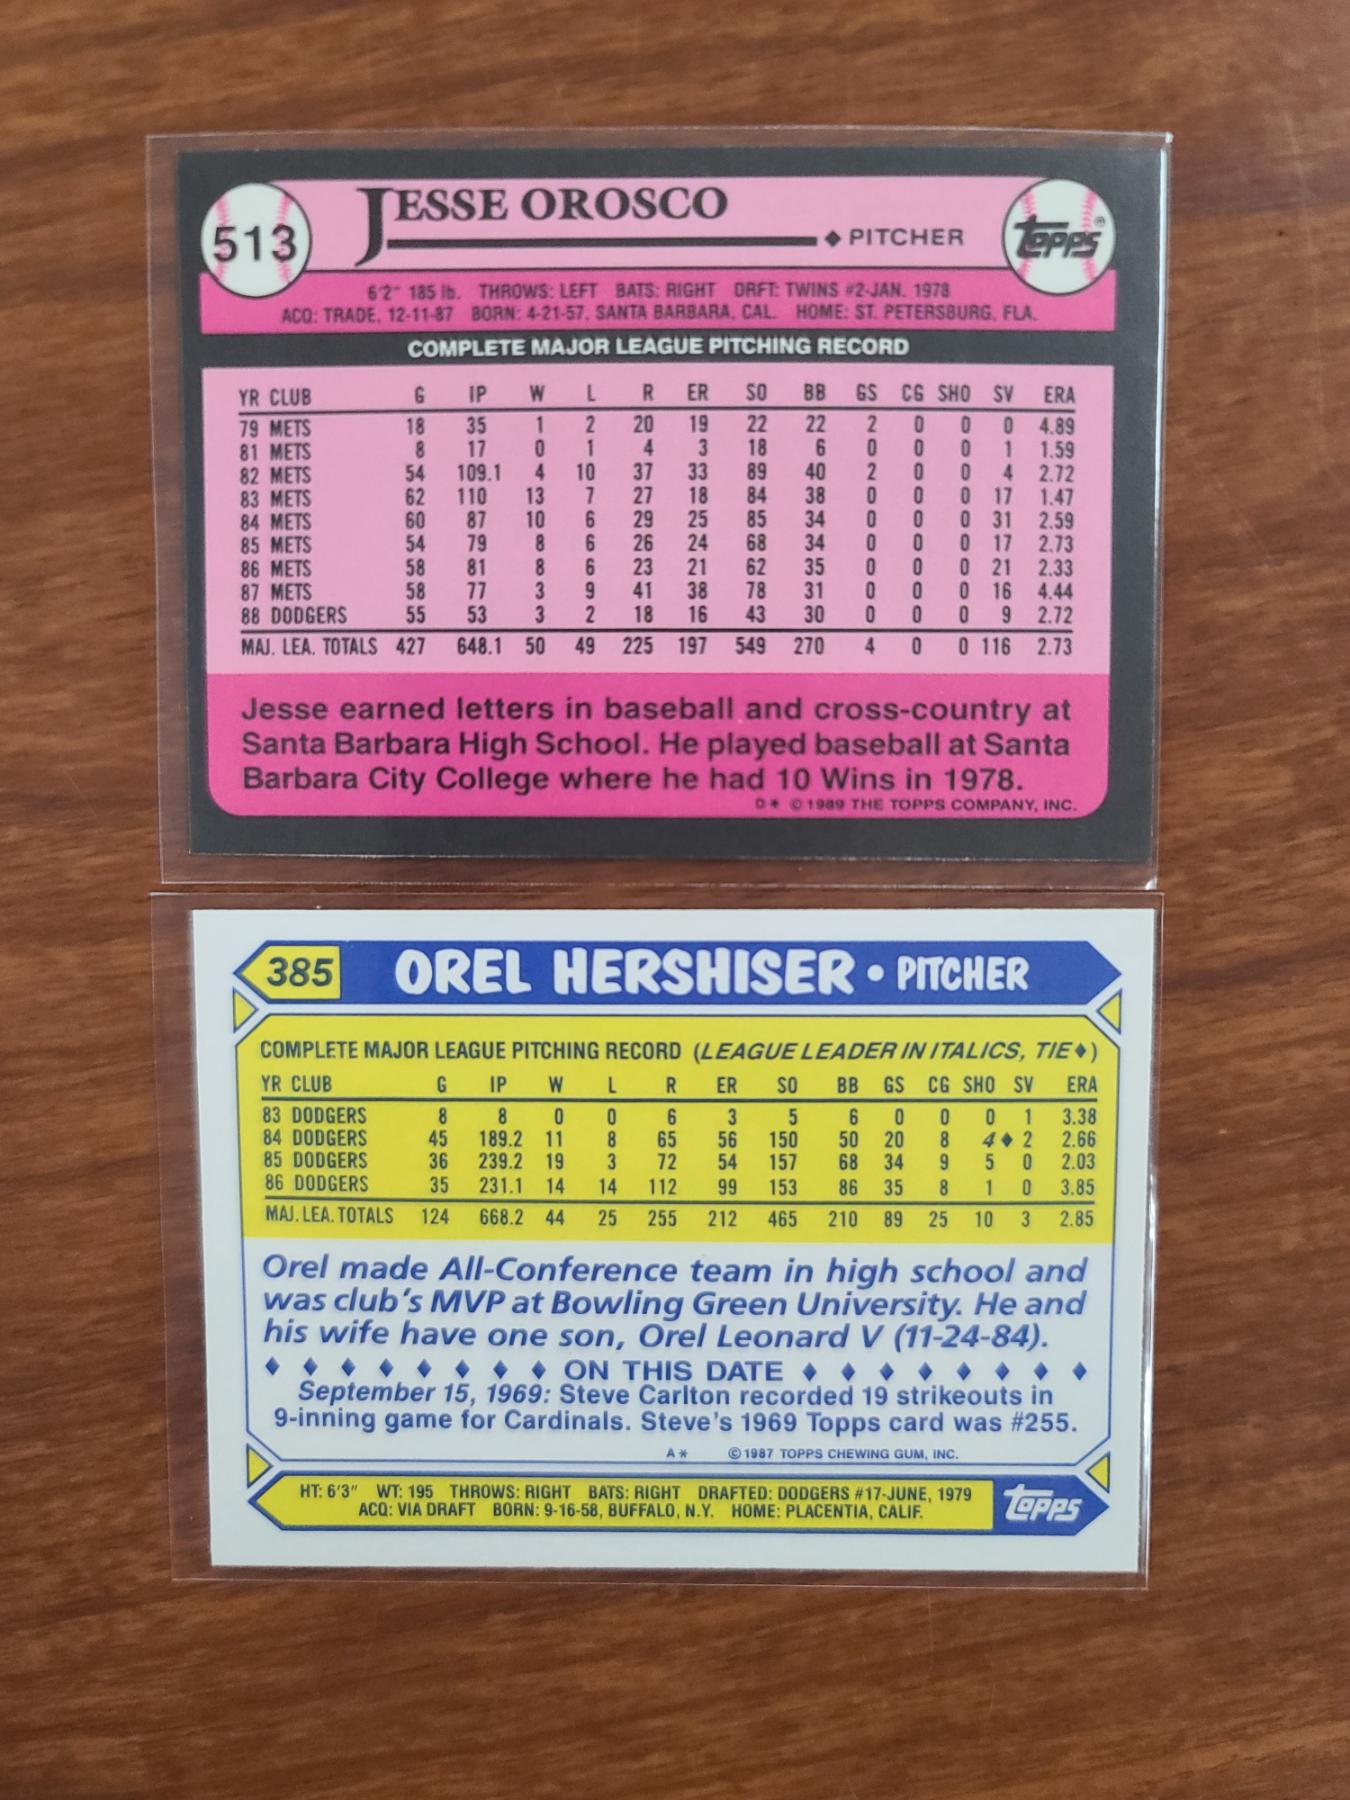 513
JESSE OROSCO
◆ PITCHER
TOPPS®
6'2" 185 lb. THROWS: LEFT BATS: RIGHT DRFT: TWINS #2-JAN. 1978
ACQ: TRADE, 12-11-87 BORN: 4-21-57, SANTA BARBARA, CAL. HOME: ST. PETERSBURG, FLA.
COMPLETE MAJOR LEAGUE PITCHING RECORD
YR CLUB G IP W L R ER SO BB GS CG SHO SV ERA
79 METS 18 35 1 2 20 19 22 22 2 0 0 0 4.89
81 METS 8 17 0 1 4 3 18 6 0 0 0 1 1.59
82 METS 54 109.1 4 10 37 33 89 40 2 0 0 4 2.72
83 METS 62 110 13 7 27 18 84 38 0 0 0 17 1.47
84 METS 60 87 10 6 29 25 85 34 0 0 0 31 2.59
85 METS 54 79 8 6 26 24 68 34 0 0 0 17 2.73
86 METS 58 81 8 6 23 21 62 35 0 0 0 21 2.33
87 METS 58 77 3 9 41 38 78 31 0 0 0 16 4.44
88 DODGERS 55 53 3 2 18 16 43 30 0 0 0 9 2.72
MAJ. LEA. TOTALS 427 648.1 50 49 225 197 549 270 4 0 0 116 2.73
Jesse earned letters in baseball and cross-country at
Santa Barbara High School. He played baseball at Santa
Barbara City College where he had 10 Wins in 1978.
D* © 1989 THE TOPPS COMPANY, INC.
385
OREL HERSHISER • PITCHER
COMPLETE MAJOR LEAGUE PITCHING RECORD (LEAGUE LEADER IN ITALICS, TIE♦)
YR CLUB G IP W L R ER SO BB GS CG SHO SV ERA
83 DODGERS 8 8 0 0 6 3 5 6 0 0 0 1 3.38
84 DODGERS 45 189.2 11 8 65 56 150 50 20 8 4♦ 2 2.66
85 DODGERS 36 239.2 19 3 72 54 157 68 34 9 5 0 2.03
86 DODGERS 35 231.1 14 14 112 99 153 86 35 8 1 0 3.85
MAJ. LEA. TOTALS 124 668.2 44 25 255 212 465 210 89 25 10 3 2.85
Orel made All-Conference team in high school and
was club's MVP at Bowling Green University. He and
his wife have one son, Orel Leonard V (11-24-84).
♦ ♦ ♦ ♦ ♦ ♦ ♦ ♦ ON THIS DATE ♦ ♦ ♦ ♦ ♦ ♦ ♦ ♦
September 15, 1969: Steve Carlton recorded 19 strikeouts in
9-inning game for Cardinals. Steve's 1969 Topps card was #255.
A* © 1987 TOPPS CHEWING GUM, INC.
HT: 6'3" WT: 195 THROWS: RIGHT BATS: RIGHT DRAFTED: DODGERS #17-JUNE, 1979
ACQ: VIA DRAFT BORN: 9-16-58, BUFFALO, N.Y. HOME: PLACENTIA, CALIF.
TOPPS